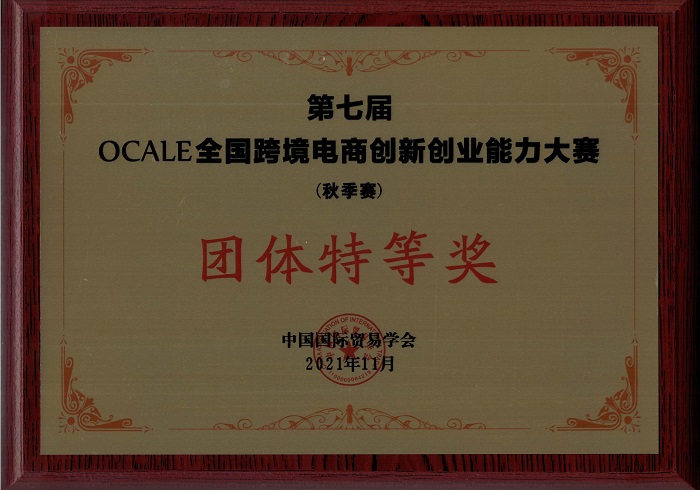 第七届
OCALE全国跨境电商创新创业能力大赛
(秋季赛)
团体特等奖
中国国际贸易学会
2021年11月